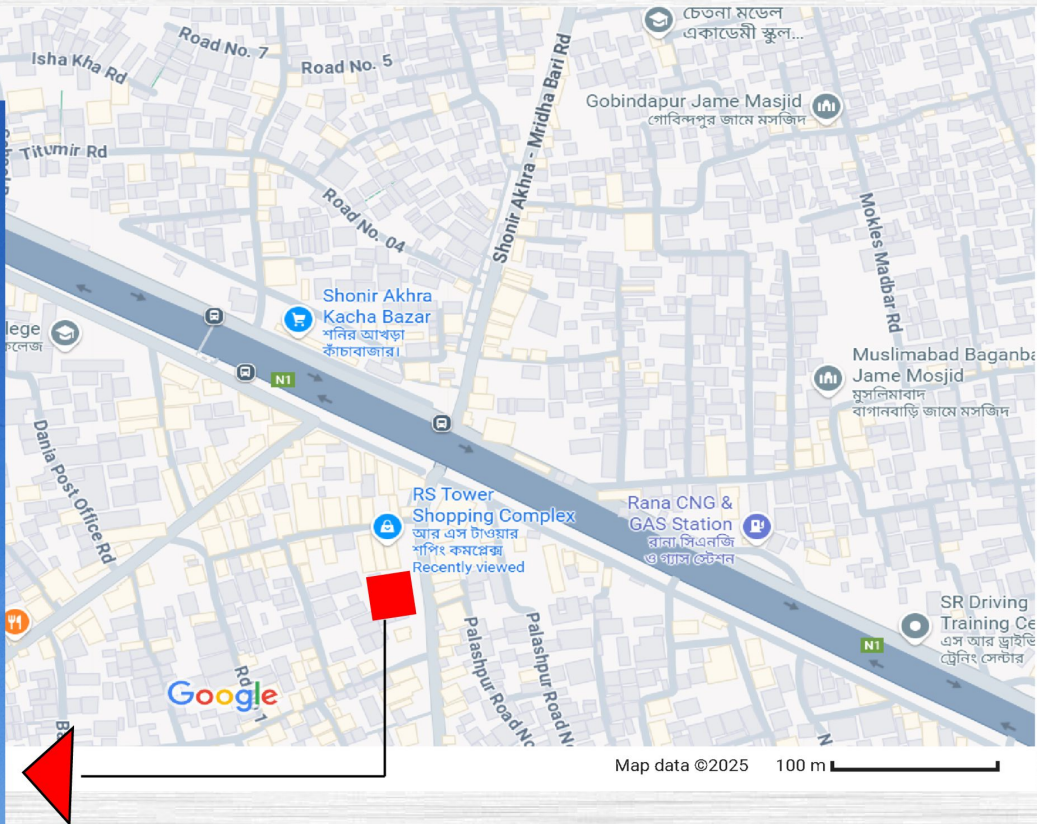 চেতনা মডেল
একাডেমী স্কুল...
Road No. 7
Isha Kha Rd
Road No. 5
Gobindapur Jame Masjid
গোবিন্দপুর জামে মসজিদ
Titumir Rd
Shonir Akhra - Mridha Bari Rd
Road No. 04
Mokles Madbar Rd
Shonir Akhra
Kacha Bazar
শনির আখড়া
কাঁচাবাজার।
lege
কলেজ
N1
Muslimabad Baganba
Jame Mosjid
মুসলিমাবাদ
বাগানবাড়ি জামে মসজিদ
Dania Post Office Rd
RS Tower
Shopping Complex
আর এস টাওয়ার
শপিং কমপ্লেক্স
Recently viewed
Rana CNG &
GAS Station
রানা সিএনজি
ও গ্যাস স্টেশন
SR Driving
Training Ce
এস আর ড্রাইভি
ট্রেনিং সেন্টার
N1
Palashpur Road No
Palashpur Road N
Google
Map data ©2025
100 m